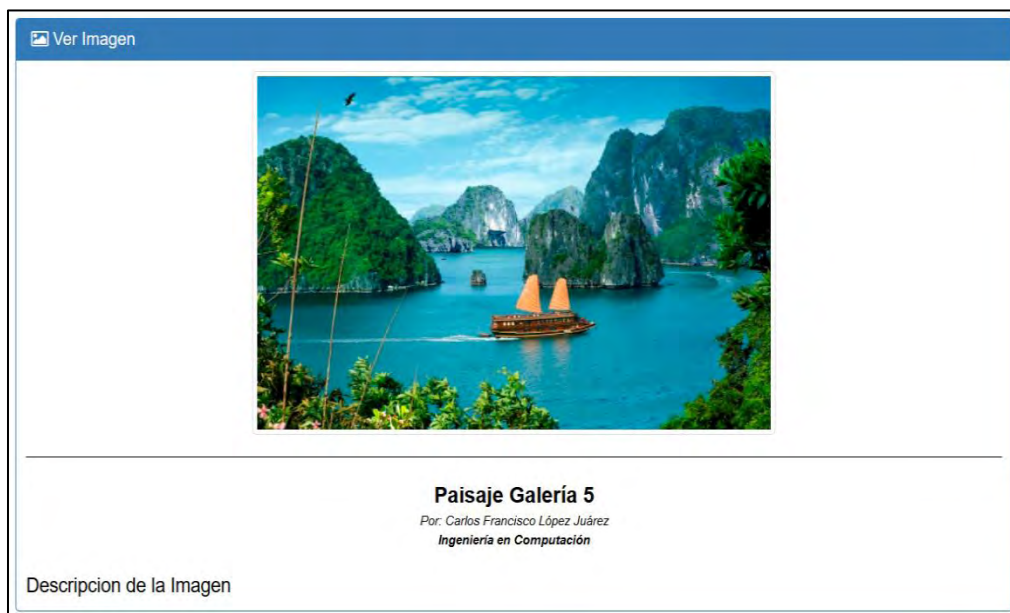 Ver Imagen
Paisaje Galería 5
Por: Carlos Francisco López Juárez
Ingeniería en Computación
Descripcion de la Imagen